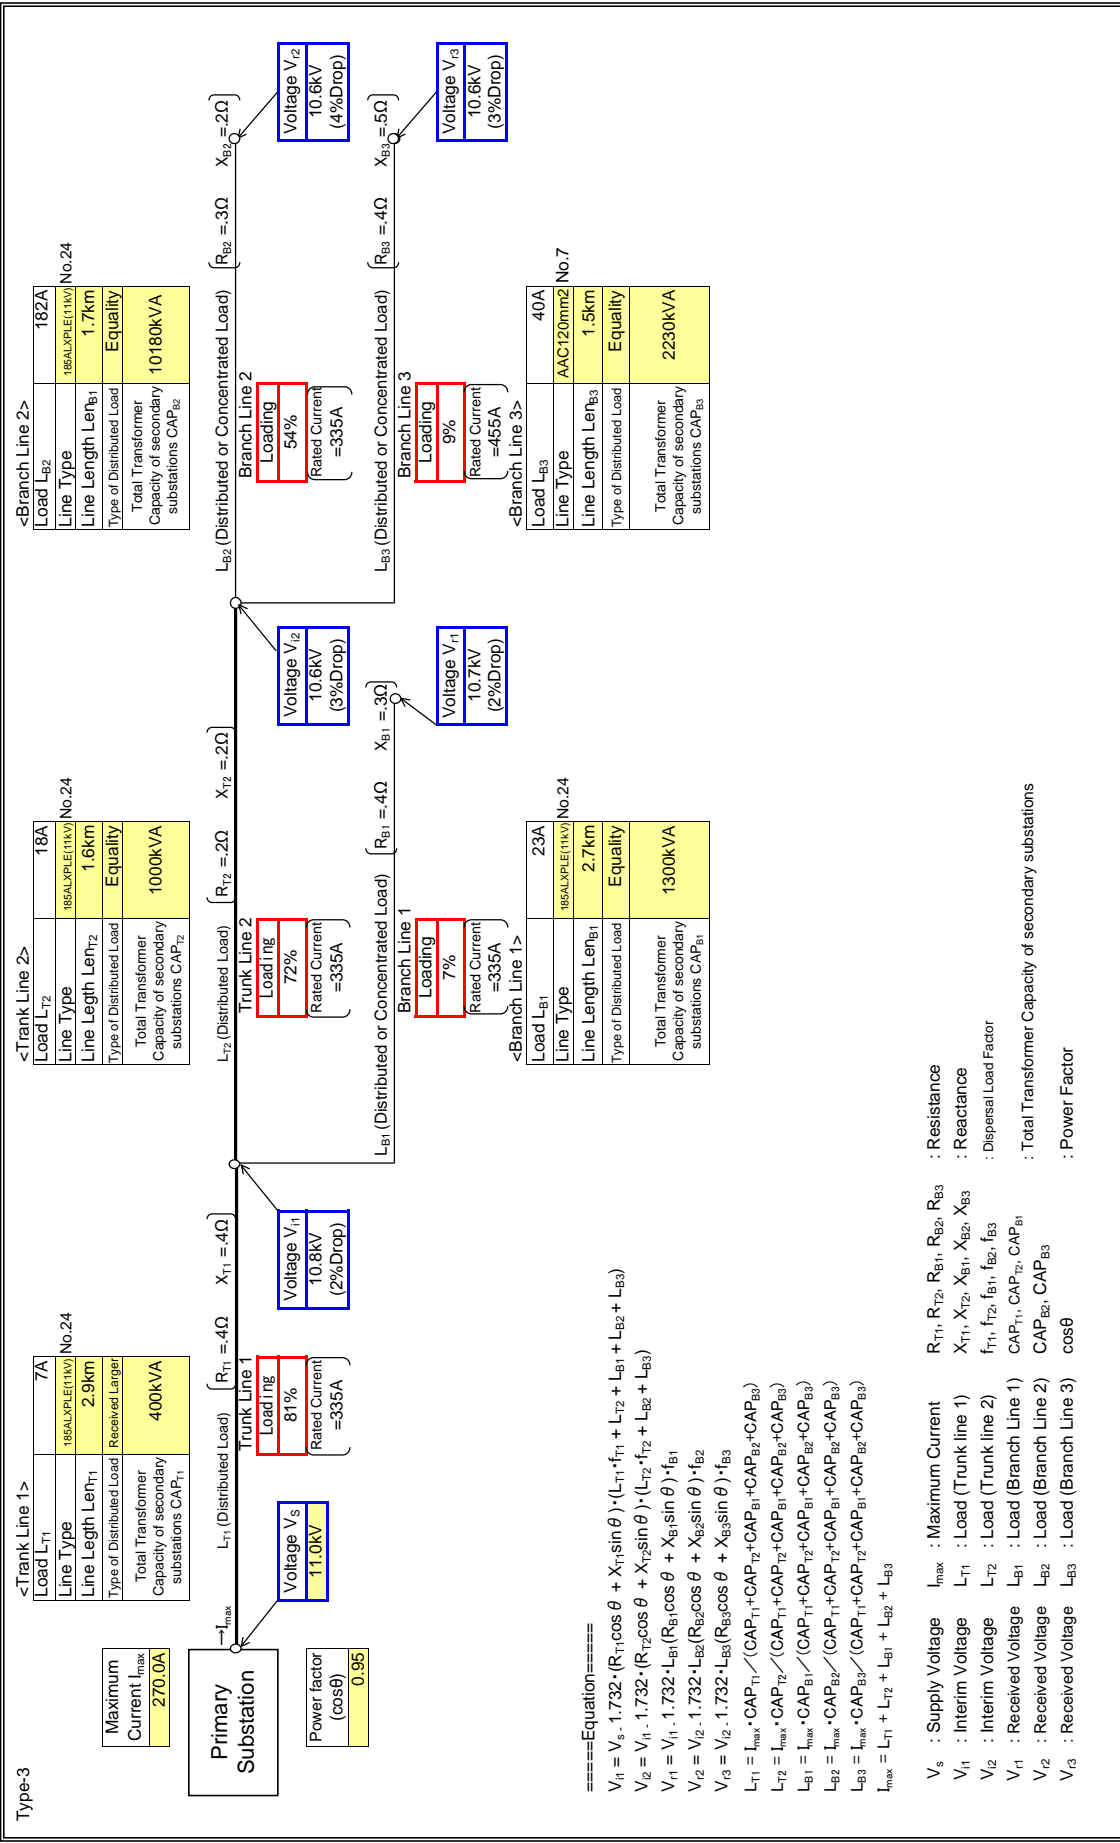 Type-3
<Trank Line 1>
Load LT1 7A
Line Type 185ALXPLE(11kV) No.24
Line Legth LenT1 2.9km
Type of Distributed Load Received Larger
Total Transformer
Capacity of secondary
substations CAPT1 400kVA
<Trank Line 2>
Load LT2 18A
Line Type 185ALXPLE(11kV) No.24
Line Legth LenT2 1.6km
Type of Distributed Load Equality
Total Transformer
Capacity of secondary
substations CAPT2 1000kVA
<Branch Line 2>
Load LB2 182A
Line Type 185ALXPLE(11kV) No.24
Line Length LenB1 1.7km
Type of Distributed Load Equality
Total Transformer
Capacity of secondary
substations CAPB2 10180kVA
Maximum
Current Imax
270.0A
Primary
Substation
→Imax
Power factor
(cosθ)
0.95
Voltage Vs
11.0kV
LT1 (Distributed Load) RT1 =.4Ω XT1 =.4Ω
Trunk Line 1
Loading
81%
Rated Current
=335A
Voltage Vi1
10.8kV
(2%Drop)
LT2 (Distributed Load) RT2 =.2Ω XT2 =.2Ω
Trunk Line 2
Loading
72%
Rated Current
=335A
Voltage Vi2
10.6kV
(3%Drop)
LB2 (Distributed or Concentrated Load) RB2 =.3Ω XB2 =.2Ω
Branch Line 2
Loading
54%
Rated Current
=335A
Voltage Vr2
10.6kV
(4%Drop)
LB1 (Distributed or Concentrated Load) RB1 =.4Ω XB1 =.3Ω
Branch Line 1
Loading
7%
Rated Current
=335A
Voltage Vr1
10.7kV
(2%Drop)
LB3 (Distributed or Concentrated Load) RB3 =.4Ω XB3 =.5Ω
Branch Line 3
Loading
9%
Rated Current
=455A
Voltage Vr3
10.6kV
(3%Drop)
<Branch Line 1>
Load LB1 23A
Line Type 185ALXPLE(11kV) No.24
Line Length LenB1 2.7km
Type of Distributed Load Equality
Total Transformer
Capacity of secondary
substations CAPB1 1300kVA
<Branch Line 3>
Load LB3 40A
Line Type AAC120mm2 No.7
Line Length LenB3 1.5km
Type of Distributed Load Equality
Total Transformer
Capacity of secondary
substations CAPB3 2230kVA
=====Equation=====
Vi1 = Vs - 1.732・(RT1cos θ + XT1sin θ)・(LT1・fT1 + LT2 + LB1 + LB2 + LB3)
Vi2 = Vi1 - 1.732・(RT2cos θ + XT2sin θ)・(LT2・fT2 + LB2 + LB3)
Vr1 = Vi1 - 1.732・LB1(RB1cos θ + XB1sin θ)・fB1
Vr2 = Vi2 - 1.732・LB2(RB2cos θ + XB2sin θ)・fB2
Vr3 = Vi2 - 1.732・LB3(RB3cos θ + XB3sin θ)・fB3
LT1 = Imax・CAPT1／(CAPT1+CAPT2+CAPB1+CAPB2+CAPB3)
LT2 = Imax・CAPT2／(CAPT1+CAPT2+CAPB1+CAPB2+CAPB3)
LB1 = Imax・CAPB1／(CAPT1+CAPT2+CAPB1+CAPB2+CAPB3)
LB2 = Imax・CAPB2／(CAPT1+CAPT2+CAPB1+CAPB2+CAPB3)
LB3 = Imax・CAPB3／(CAPT1+CAPT2+CAPB1+CAPB2+CAPB3)
Imax = LT1 + LT2 + LB1 + LB2 + LB3
Vs : Supply Voltage Imax : Maximum Current RT1, RT2, RB1, RB2, RB3 : Resistance
Vi1 : Interim Voltage LT1 : Load (Trunk line 1) XT1, XT2, XB1, XB2, XB3 : Reactance
Vi2 : Interim Voltage LT2 : Load (Trunk line 2) fT1, fT2, fB1, fB2, fB3 : Dispersal Load Factor
Vr1 : Received Voltage LB1 : Load (Branch Line 1) CAPT1, CAPT2, CAPB1 : Total Transformer Capacity of secondary substations
Vr2 : Received Voltage LB2 : Load (Branch Line 2) CAPB2, CAPB3
Vr3 : Received Voltage LB3 : Load (Branch Line 3) cosθ : Power Factor